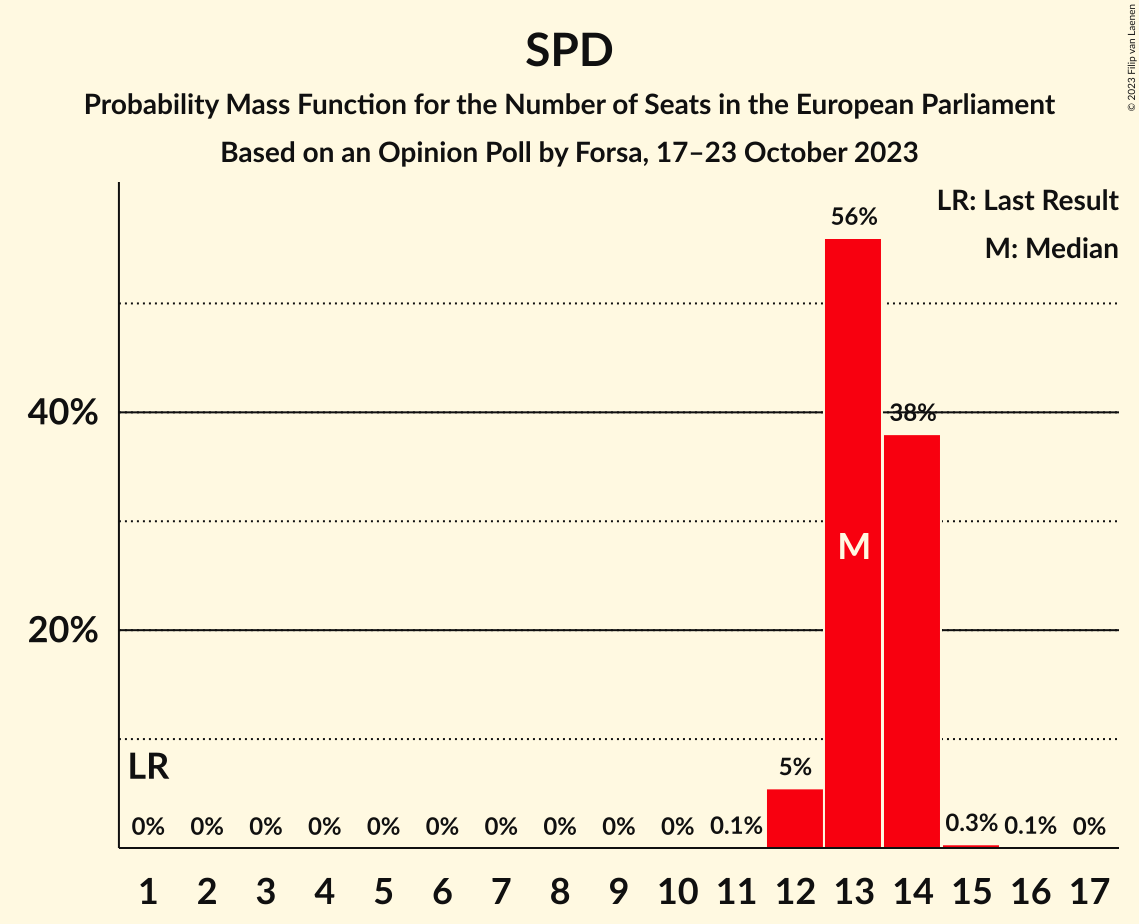 SPD
Probability Mass Function for the Number of Seats in the European Parliament
Based on an Opinion Poll by Forsa, 17–23 October 2023
© 2023 Filip van Laenen
LR: Last Result
M: Median
56%
40%
38%
M
20%
LR
5%
0% 0% 0% 0% 0% 0% 0% 0% 0% 0% 0.1% 0.3% 0.1% 0%
1 2 3 4 5 6 7 8 9 10 11 12 13 14 15 16 17